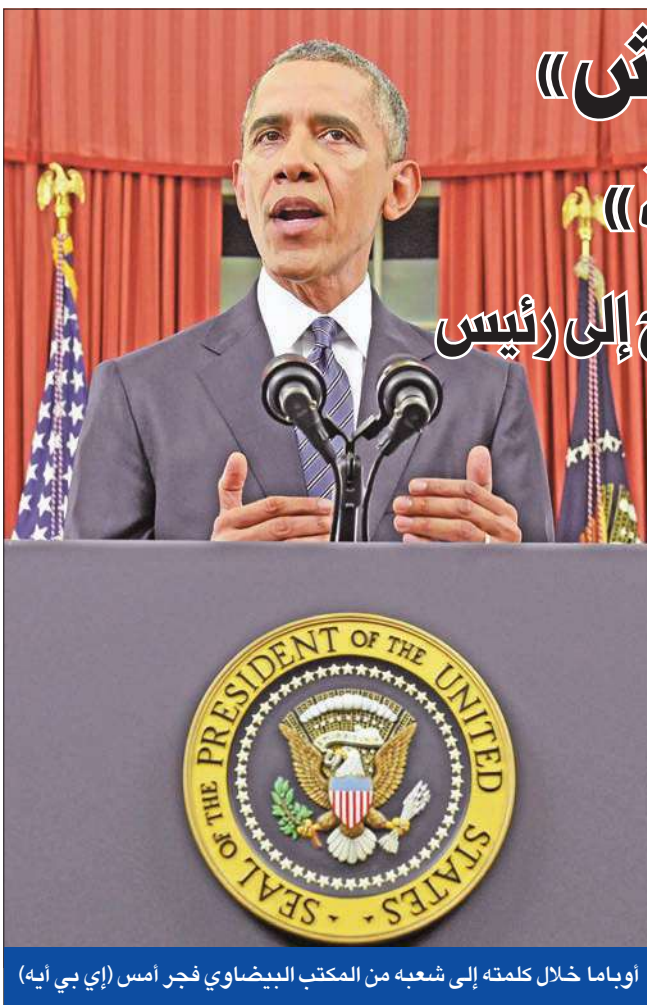 إلى رئيس
SEAL OF THE PRESIDENT OF THE UNITED STATES
أوباما خلال كلمته إلى شعبه من المكتب البيضاوي فجر أمس (إي بي أيه)